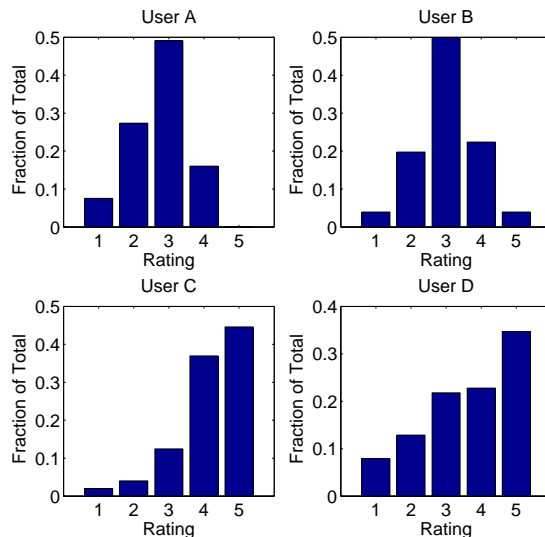 User A
0.5
0.4
0.3
0.2
0.1
0
Fraction of Total
1 2 3 4 5
Rating
User B
0.5
0.4
0.3
0.2
0.1
0
Fraction of Total
1 2 3 4 5
Rating
User C
0.5
0.4
0.3
0.2
0.1
0
Fraction of Total
1 2 3 4 5
Rating
User D
0.4
0.3
0.2
0.1
0
Fraction of Total
1 2 3 4 5
Rating